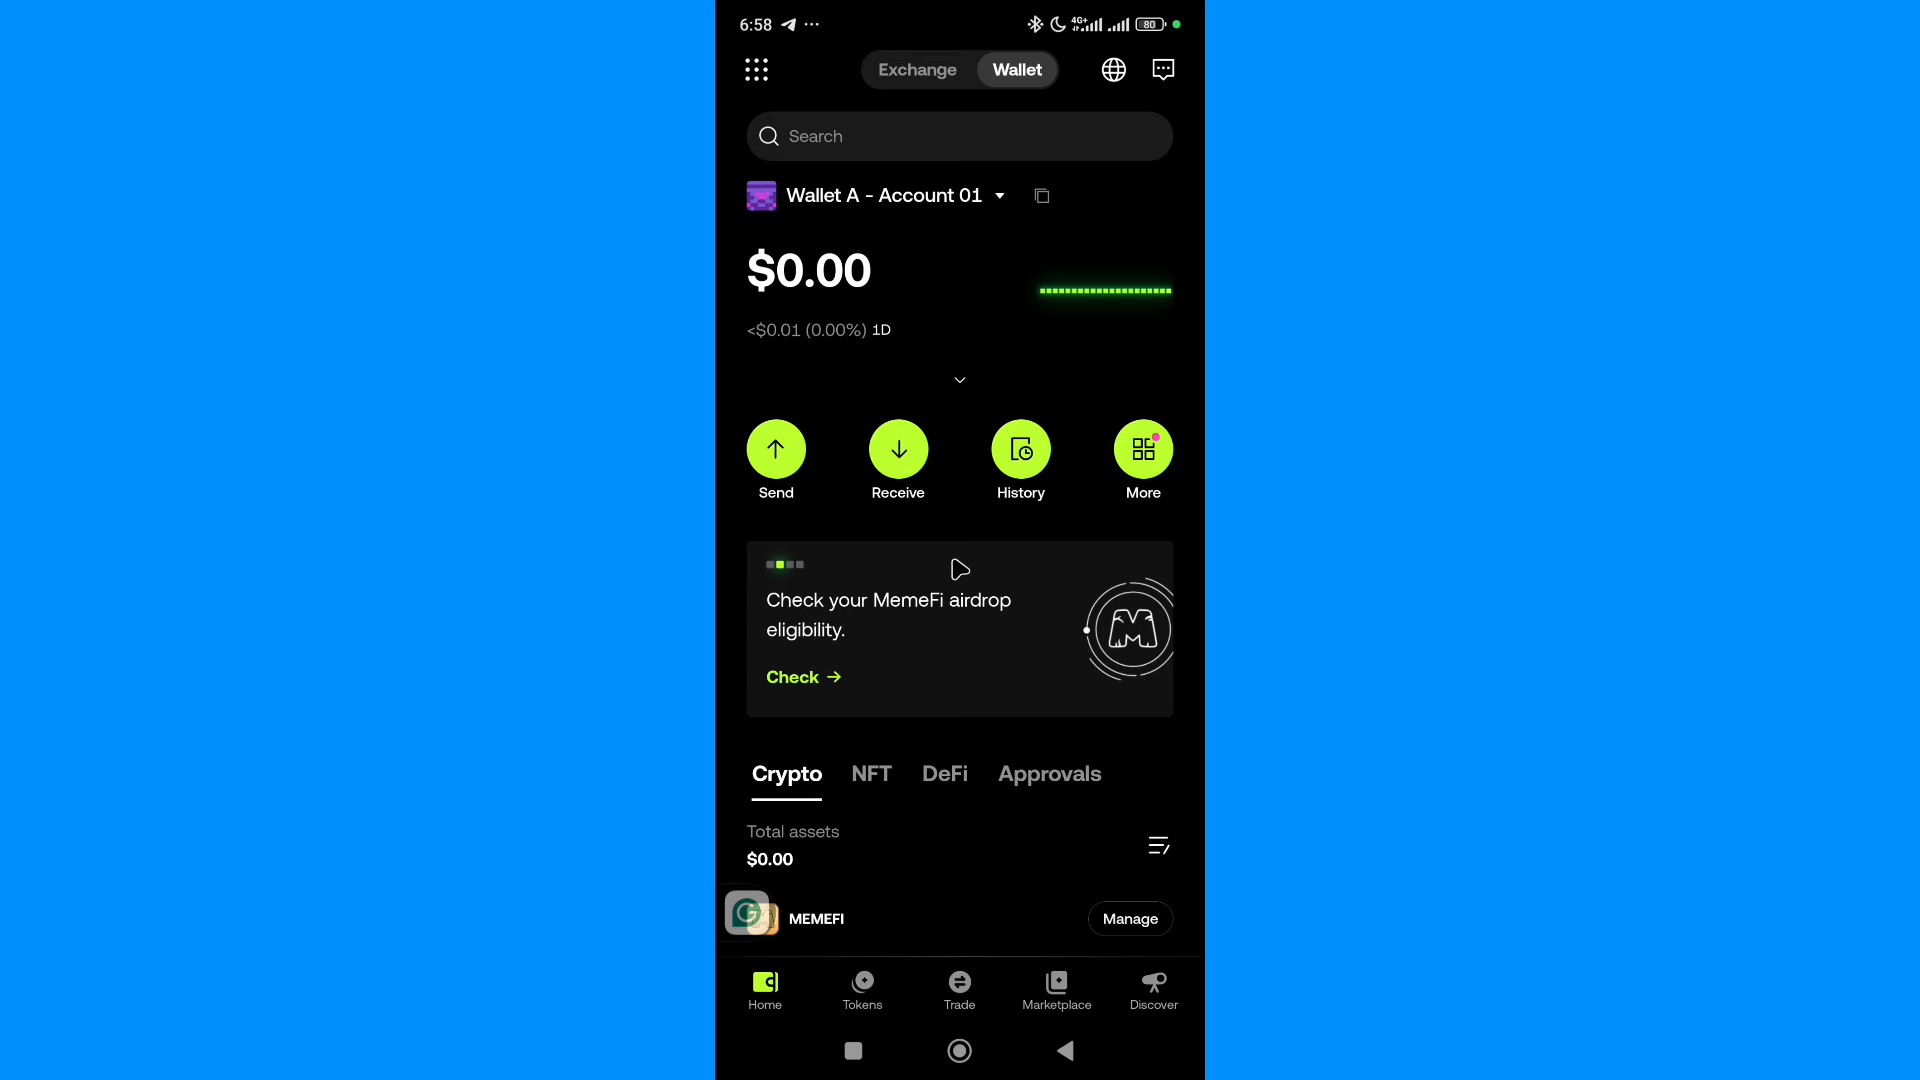 6:58
4G+
80
Exchange
Wallet
Search
Wallet A - Account 01
$0.00
<$0.01 (0.00%) 1D
Send
Receive
History
More
Check your MemeFi airdrop
eligibility.
Check →
Crypto
NFT
DeFi
Approvals
Total assets
$0.00
MEMEFI
Manage
Home
Tokens
Trade
Marketplace
Discover